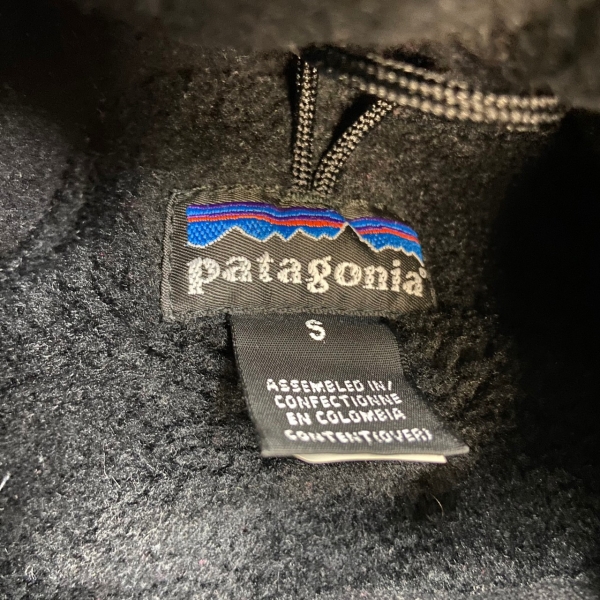 patagonia®
S
ASSEMBLED IN/
CONFECTIONNE
EN COLOMBIA
CONTENT(OVER)